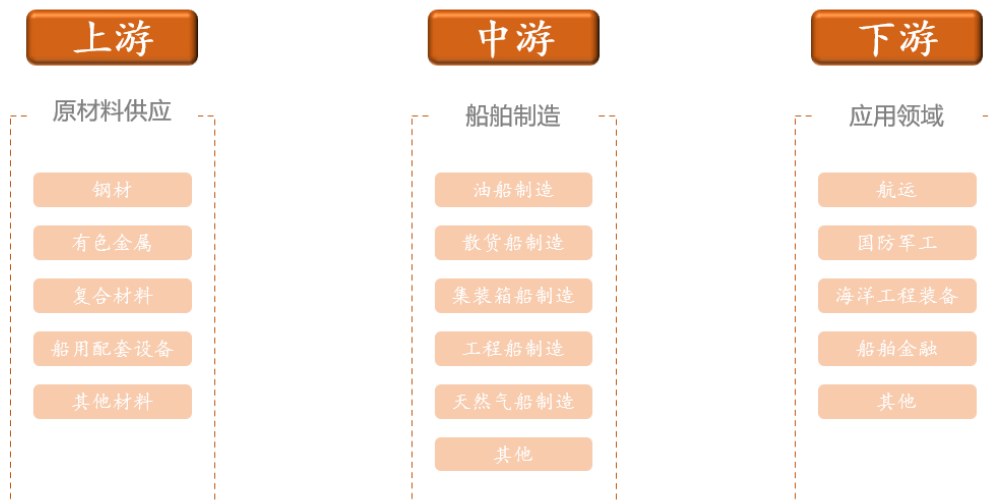 上游
原材料供应
钢材
有色金属
复合材料
船用配套设备
其他材料
中游
船舶制造
油船制造
散货船制造
集装箱船制造
工程船制造
天然气船制造
其他
下游
应用领域
航运
国防军工
海洋工程装备
船舶金融
其他